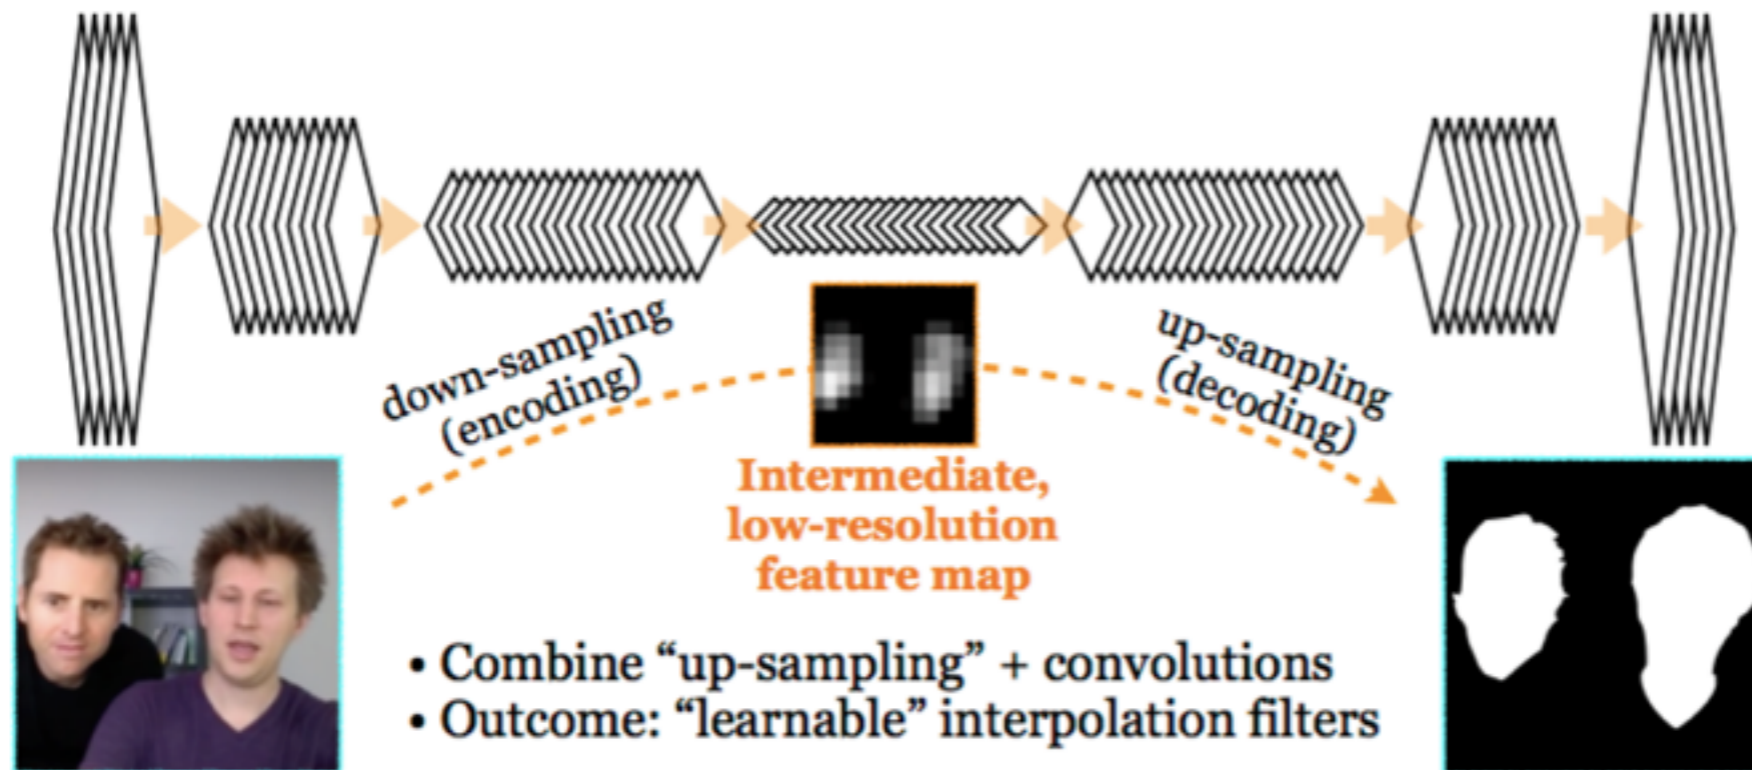 down-sampling
(encoding)
up-sampling
(decoding)
Intermediate,
low-resolution
feature map
• Combine “up-sampling” + convolutions
• Outcome: “learnable” interpolation filters